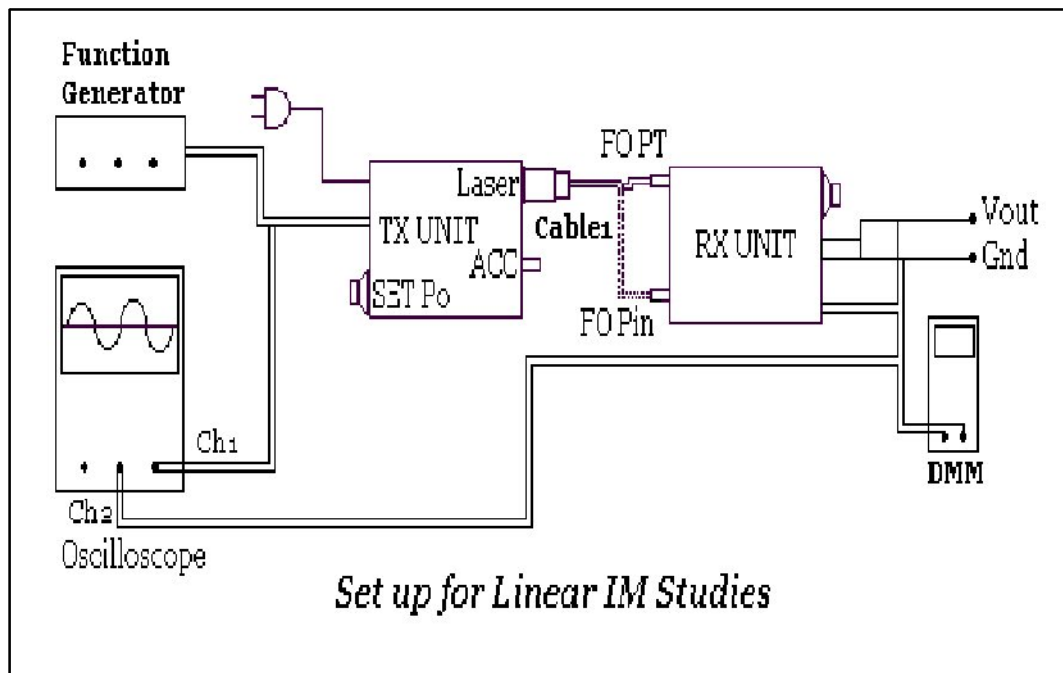 Function
Generator
FO PT
Laser
Cable1
TX UNIT
ACC
SET Po
RX UNIT
FO Pin
Vout
Gnd
DMM
Ch1
Ch2
Oscilloscope
Set up for Linear IM Studies